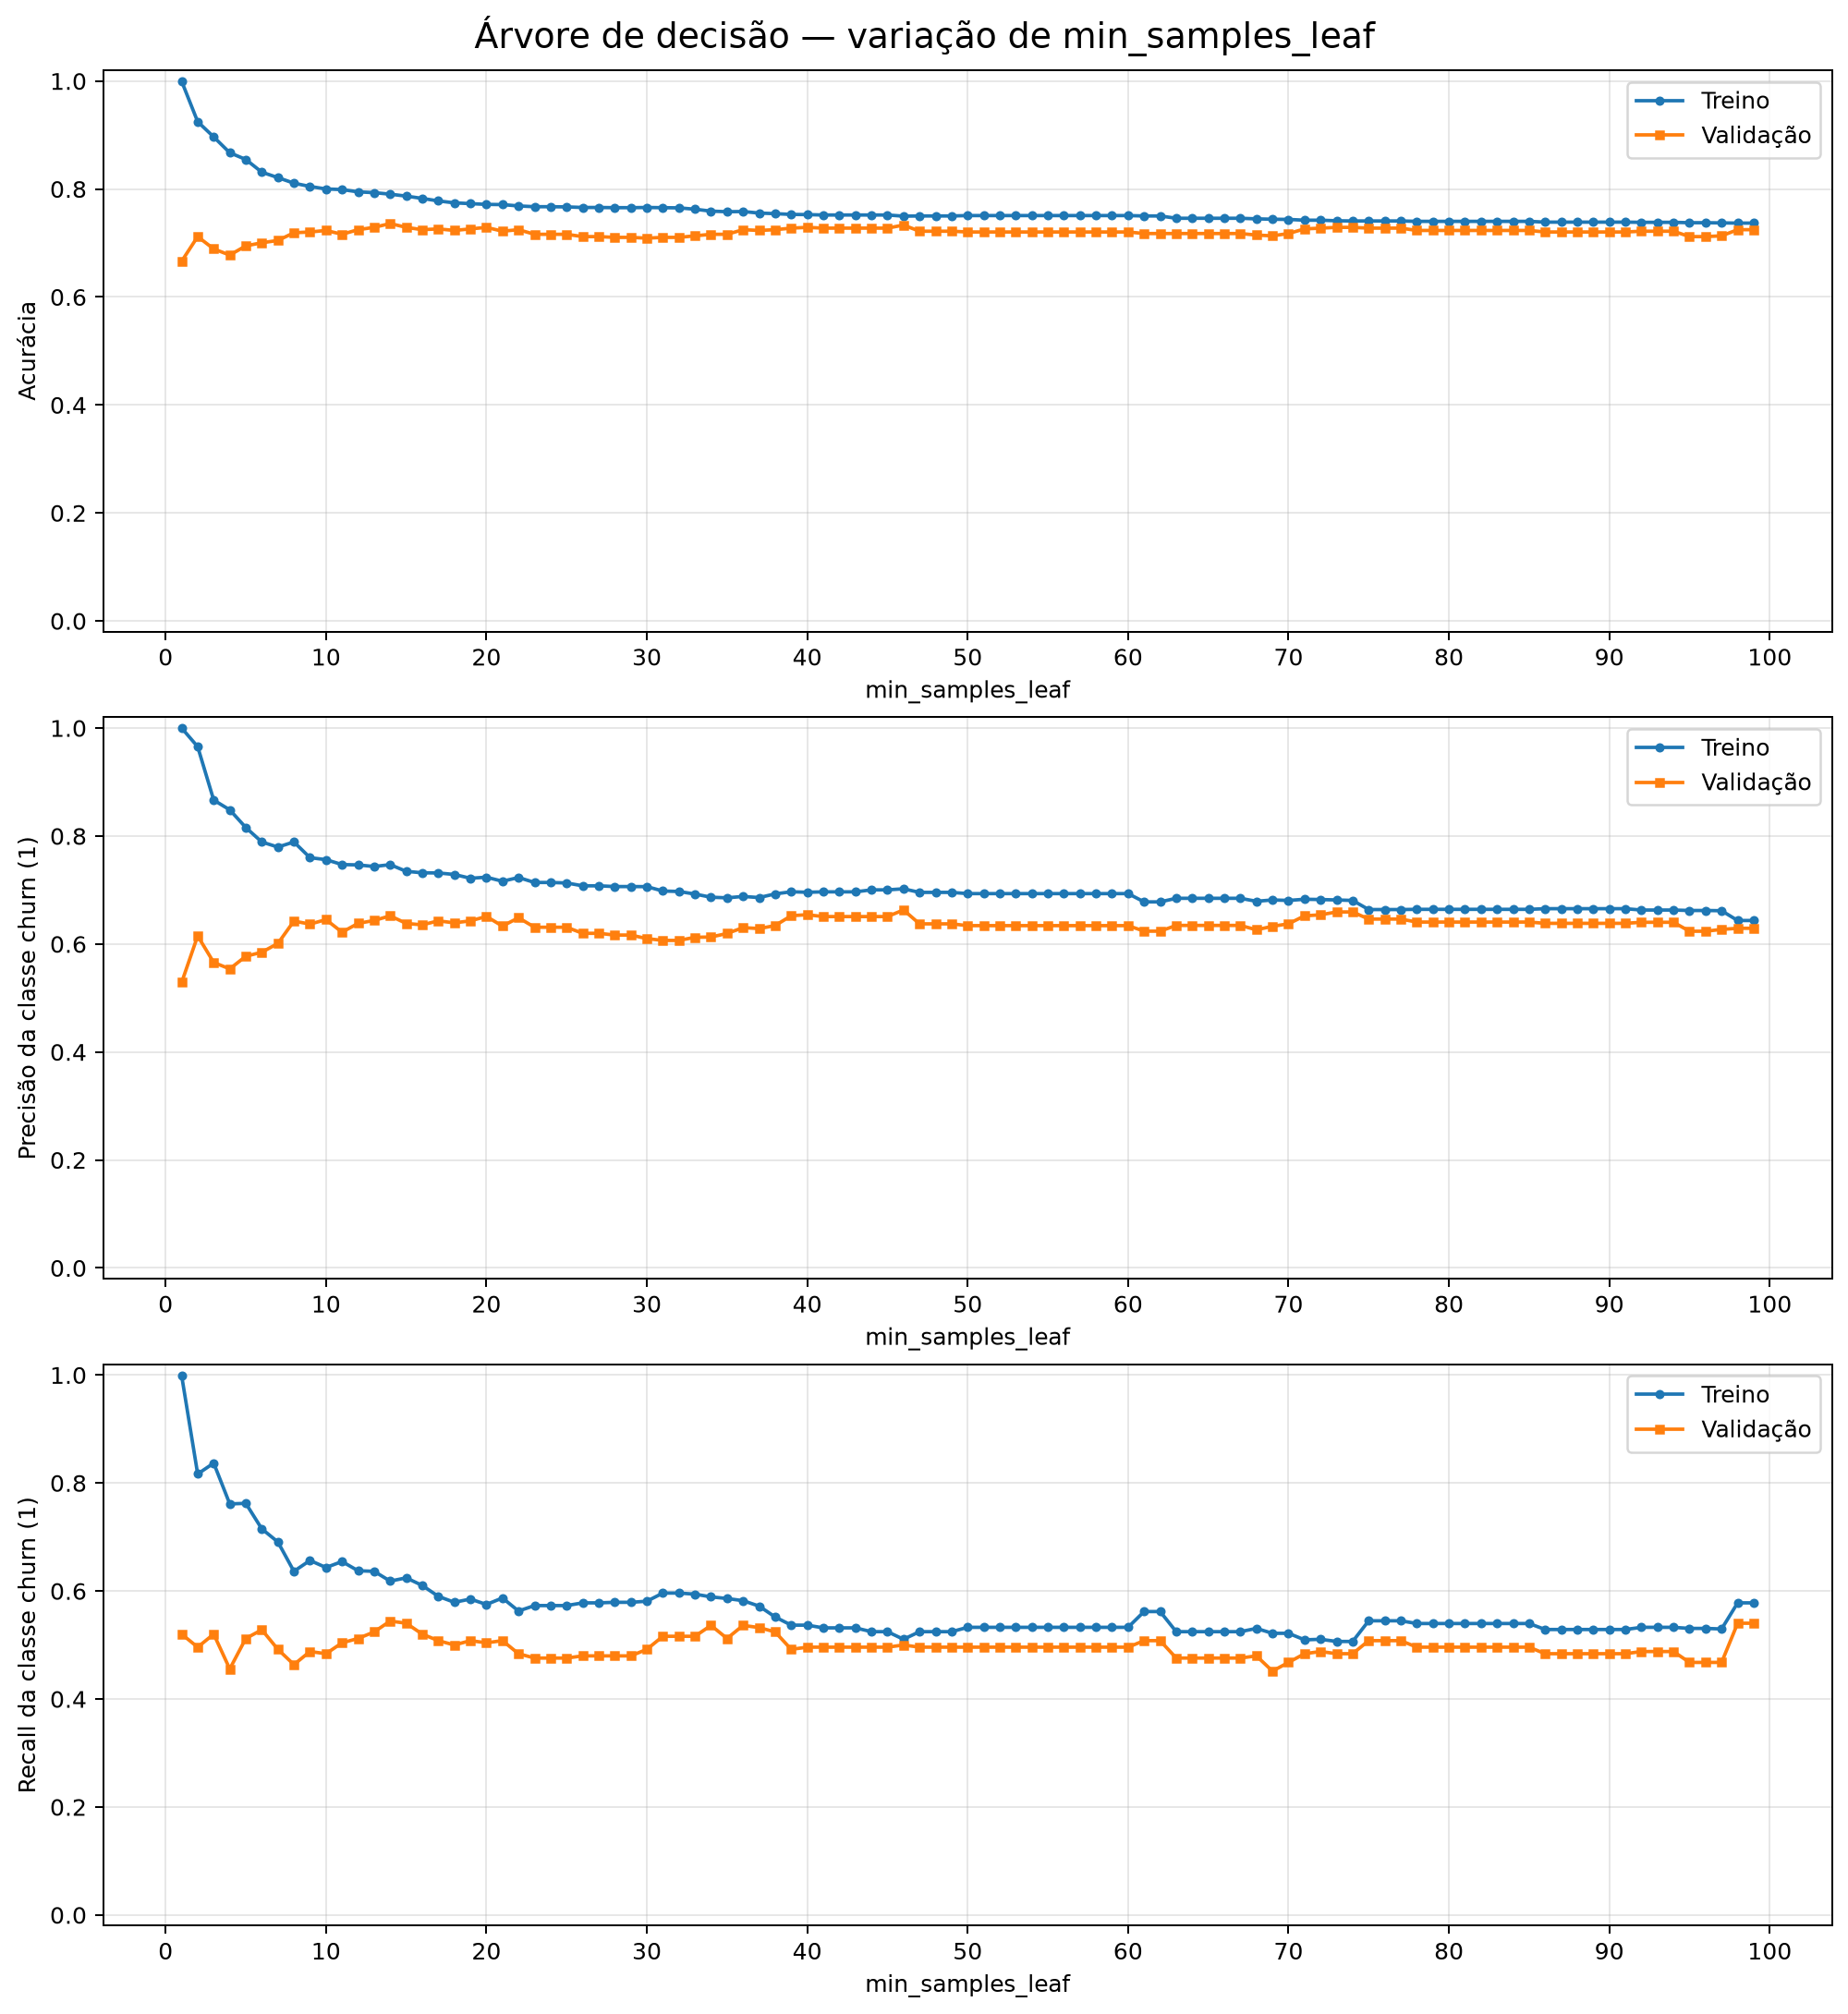 Árvore de decisão — variação de min_samples_leaf
1.0
0.8
0.6
0.4
0.2
0.0
Acurácia
Treino
Validação
0 10 20 30 40 50 60 70 80 90 100
min_samples_leaf
1.0
0.8
0.6
0.4
0.2
0.0
Precisão da classe churn (1)
Treino
Validação
0 10 20 30 40 50 60 70 80 90 100
min_samples_leaf
1.0
0.8
0.6
0.4
0.2
0.0
Recall da classe churn (1)
Treino
Validação
0 10 20 30 40 50 60 70 80 90 100
min_samples_leaf